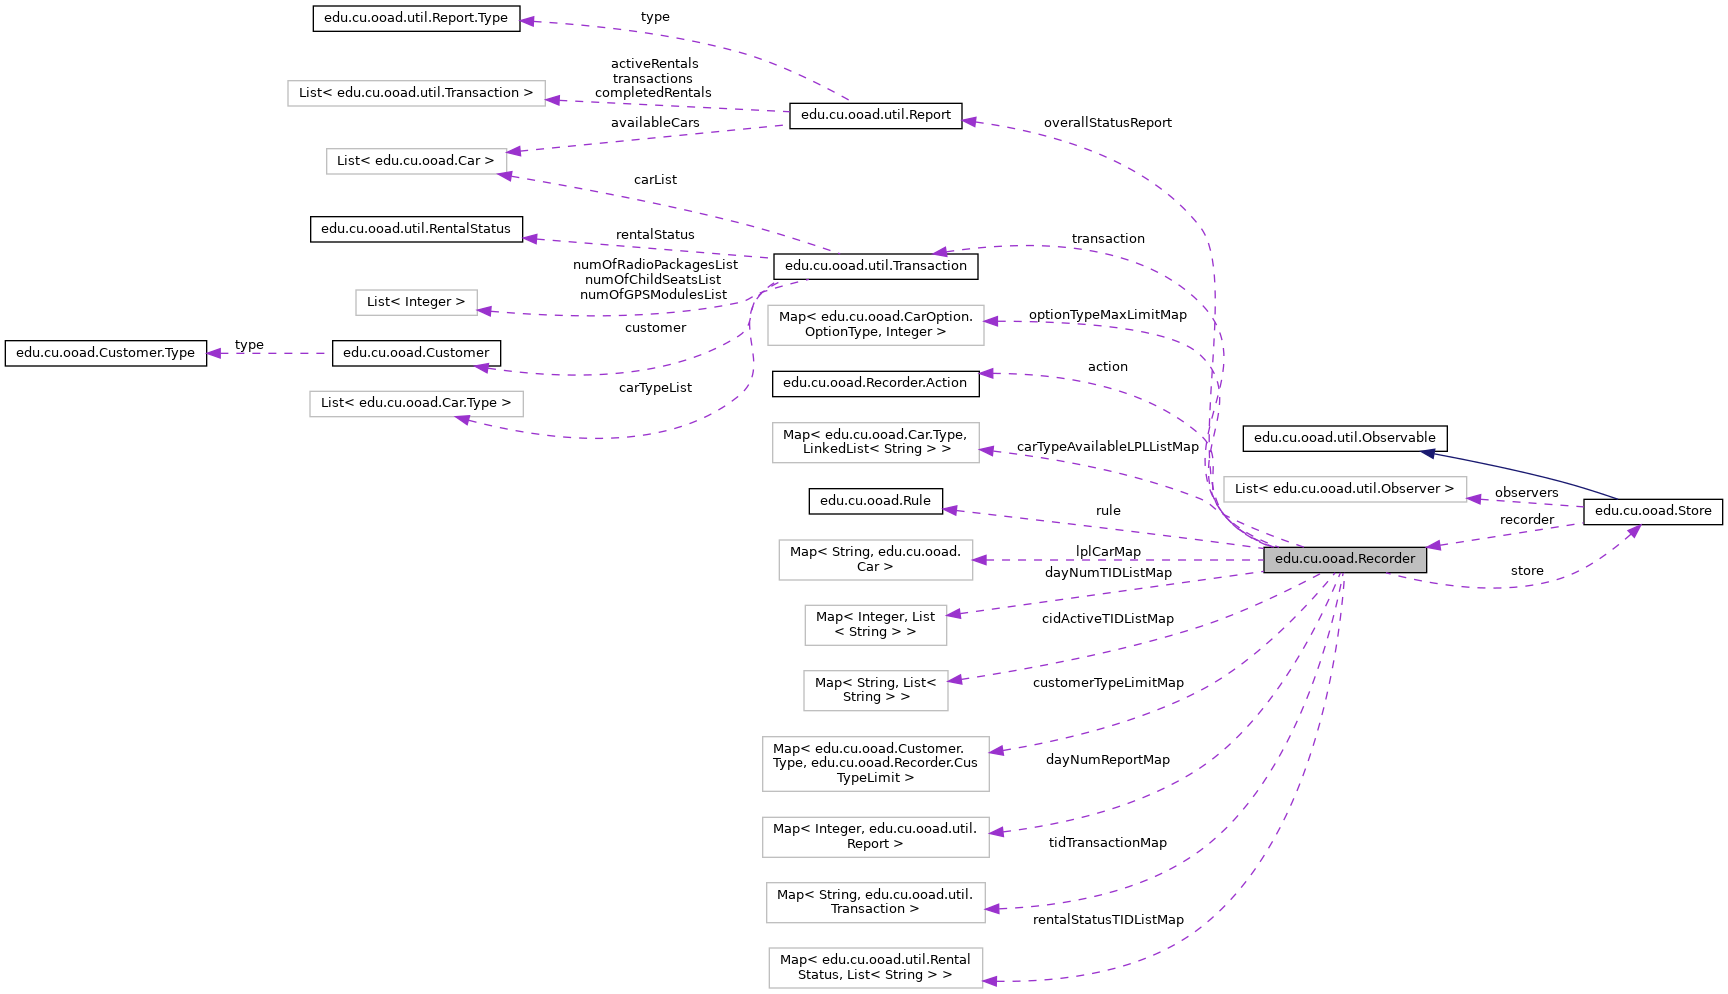 edu.cu.ooad.util.Report.Type
type
activeRentals
transactions
completedRentals
List< edu.cu.ooad.util.Transaction >
edu.cu.ooad.util.Report
availableCars
overallStatusReport
List< edu.cu.ooad.Car >
carList
edu.cu.ooad.util.RentalStatus
rentalStatus
transaction
edu.cu.ooad.util.Transaction
numOfRadioPackagesList
numOfChildSeatsList
numOfGPSModulesList
List< Integer >
customer
Map< edu.cu.ooad.CarOption.
OptionType, Integer >
optionTypeMaxLimitMap
edu.cu.ooad.Customer.Type
type
edu.cu.ooad.Customer
action
edu.cu.ooad.Recorder.Action
carTypeList
List< edu.cu.ooad.Car.Type >
Map< edu.cu.ooad.Car.Type,
LinkedList< String > >
carTypeAvailableLPLListMap
edu.cu.ooad.util.Observable
List< edu.cu.ooad.util.Observer >
observers
edu.cu.ooad.Rule
rule
edu.cu.ooad.Store
recorder
Map< String, edu.cu.ooad.
Car >
lplCarMap
edu.cu.ooad.Recorder
dayNumTIDListMap
store
Map< Integer, List
< String > >
cidActiveTIDListMap
Map< String, List<
String > >
customerTypeLimitMap
Map< edu.cu.ooad.Customer.
Type, edu.cu.ooad.Recorder.Cus
TypeLimit >
dayNumReportMap
Map< Integer, edu.cu.ooad.util.
Report >
tidTransactionMap
Map< String, edu.cu.ooad.util.
Transaction >
rentalStatusTIDListMap
Map< edu.cu.ooad.util.Rental
Status, List< String > >